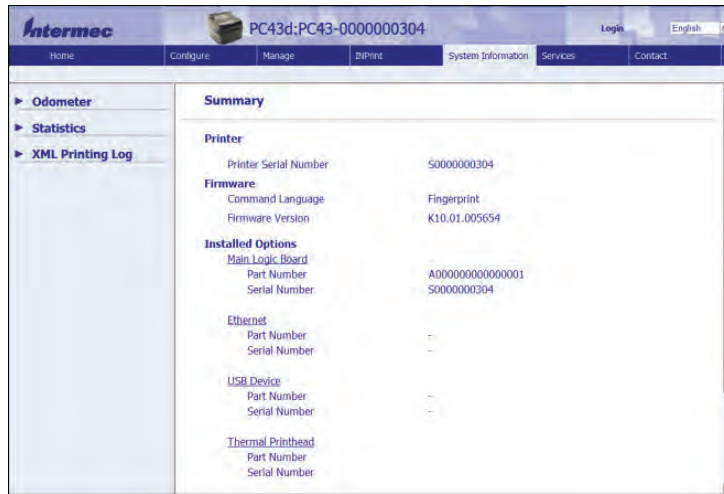 Intermec
PC43d:PC43-0000000304
Login
English
Home
Configure
Manage
INPrint
System Information
Services
Contact
Odometer
Statistics
XML Printing Log
Summary
Printer
Printer Serial Number S0000000304
Firmware
Command Language Fingerprint
Firmware Version K10.01.005654
Installed Options
Main Logic Board
Part Number A000000000000001
Serial Number S0000000304
Ethernet
Part Number -
Serial Number -
USB Device
Part Number -
Serial Number -
Thermal Printhead
Part Number
Serial Number